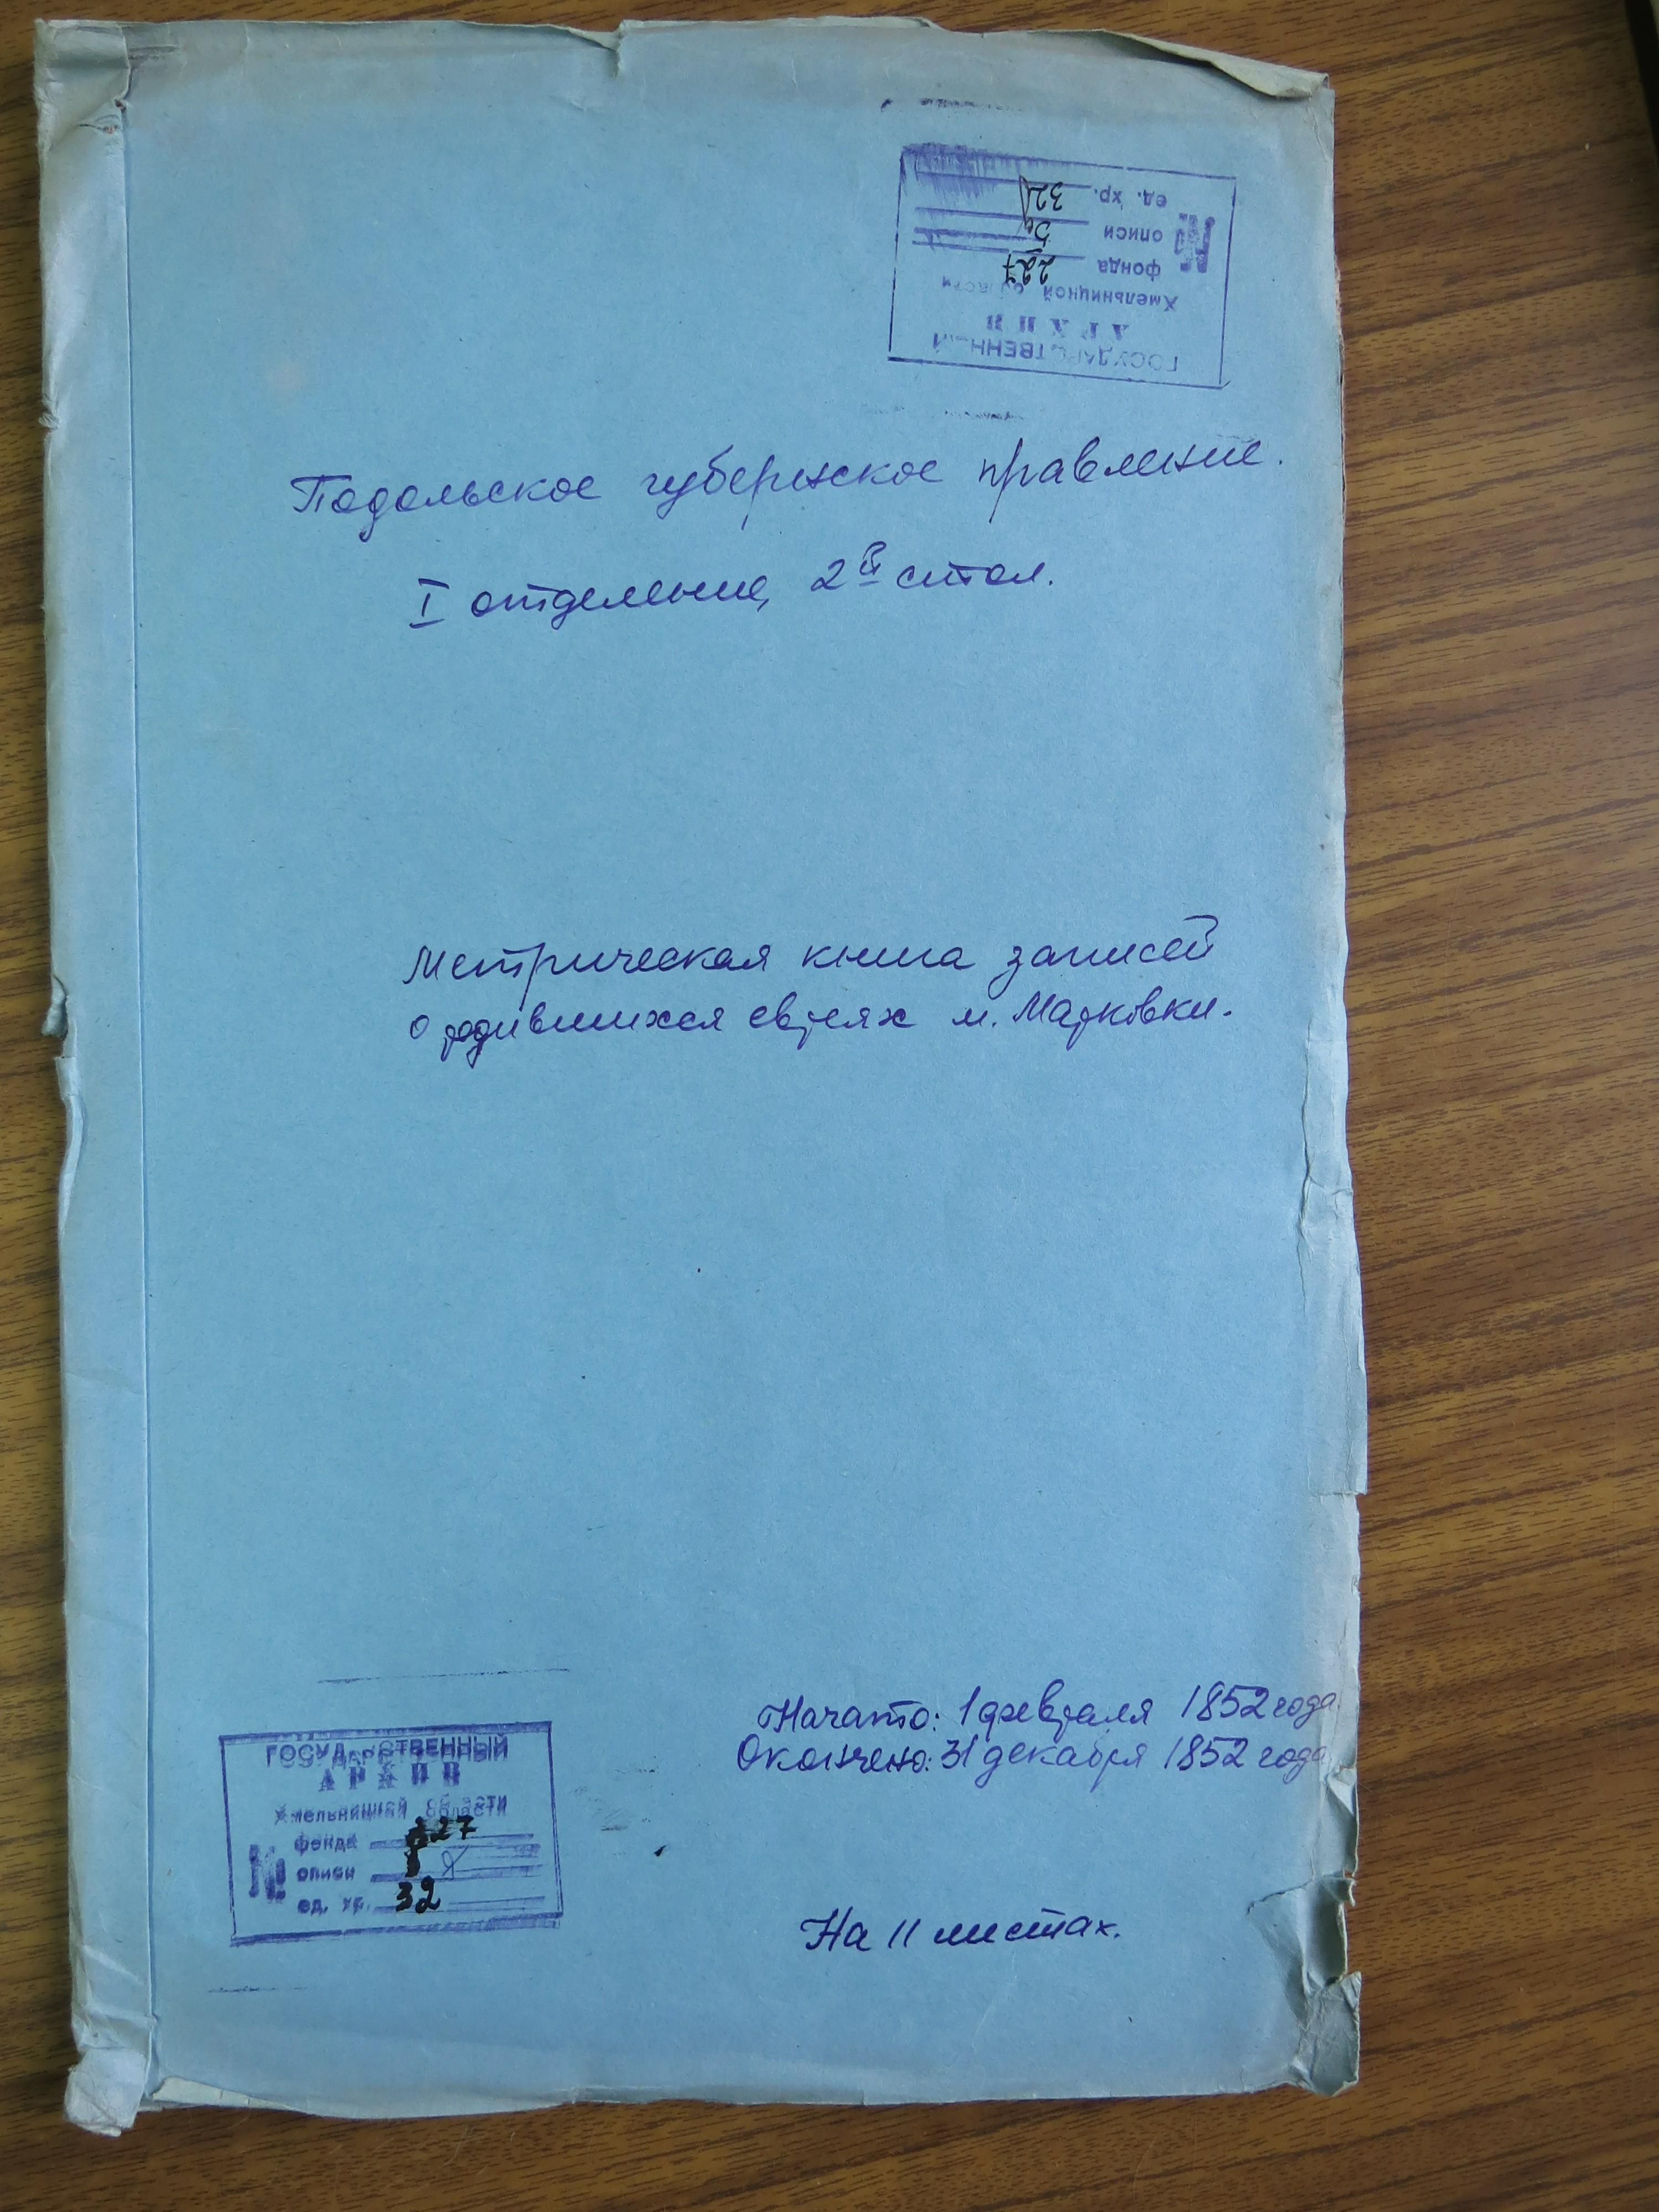 ГОСУДАРСТВЕННЫЙ
АРХИВ
Хмельницкой области
фонда 227
№ описи
ед. хр. 32
Подольское губернское правление.
I отделение, 2й стол.
Метрическая книга записей
о родившихся евреях м. Марковки.
Начато: 1 февраля 1852 года
Окончено: 31 декабря 1852 года
ГОСУДАРСТВЕННЫЙ
АРХИВ
Хмельницкой области
фонда 227
№ описи
ед. хр. 32
На 11 листах.